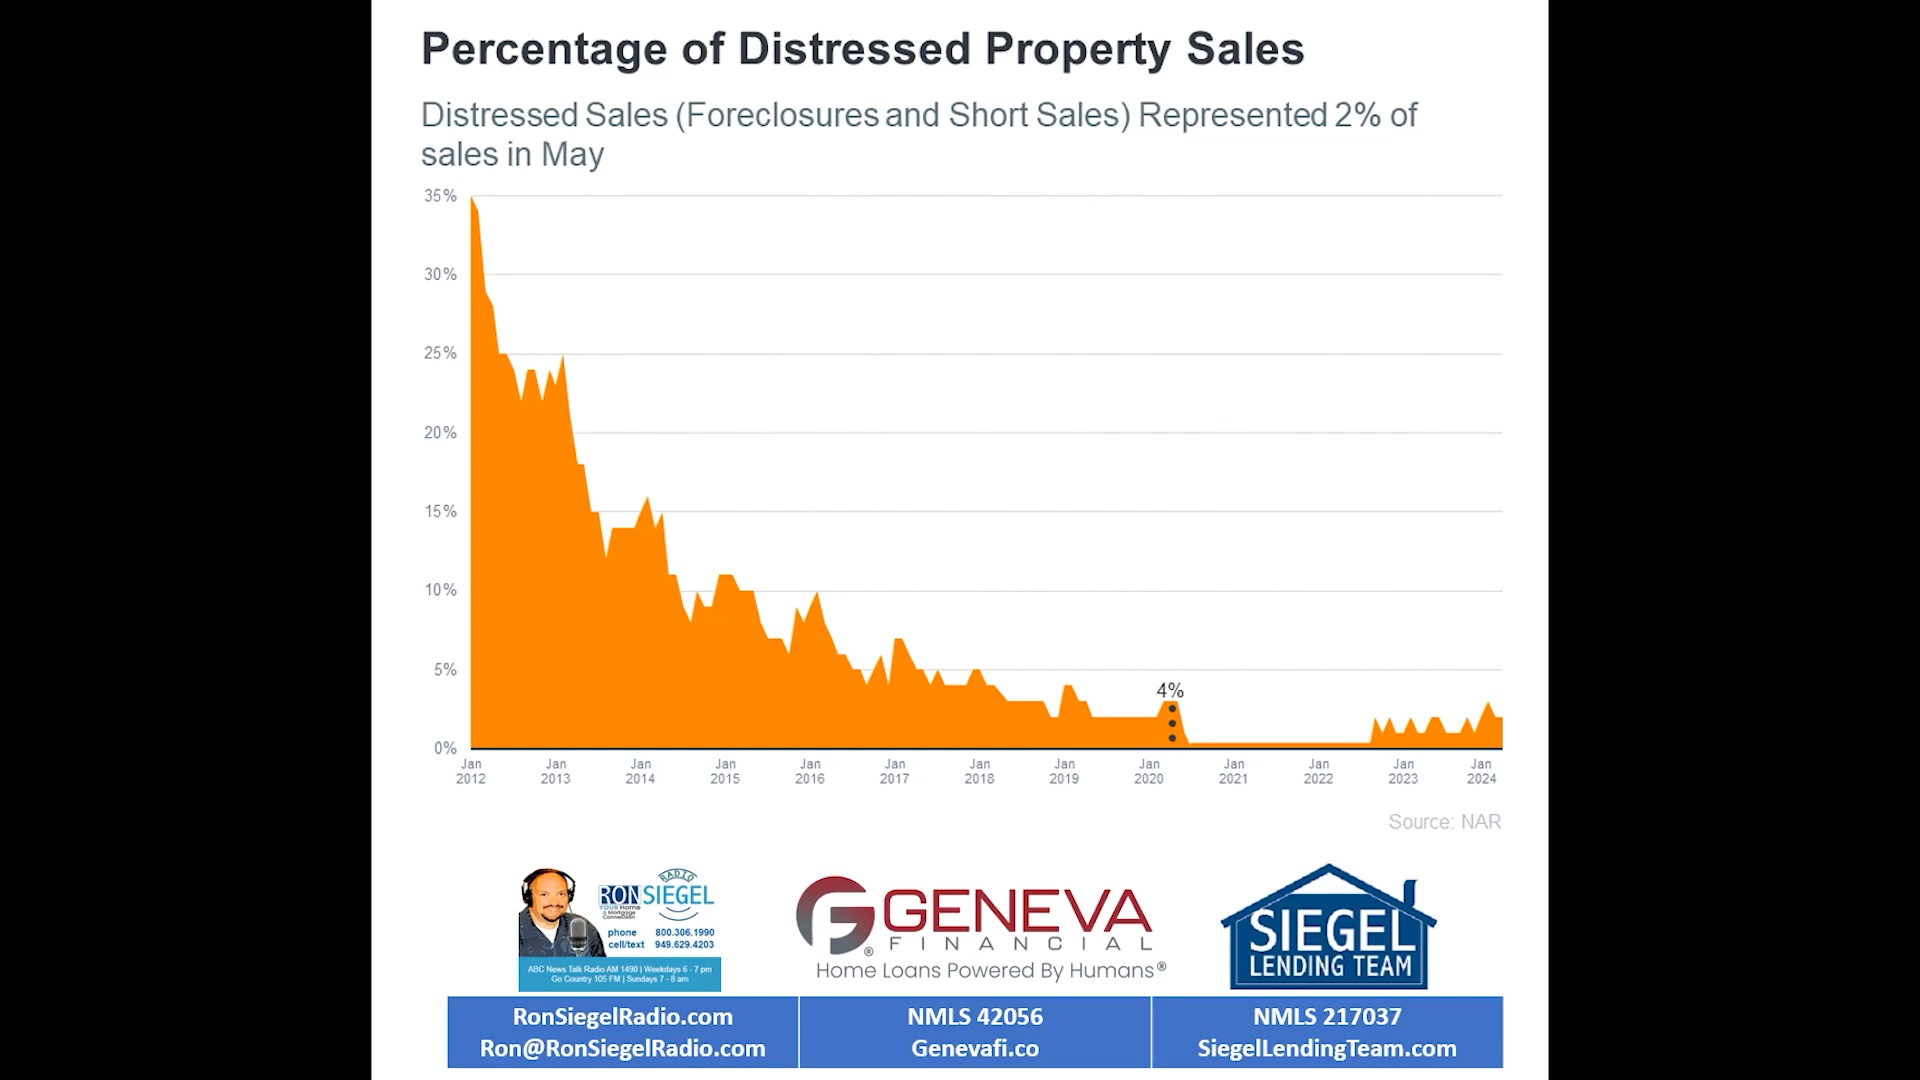 Percentage of Distressed Property Sales
Distressed Sales (Foreclosures and Short Sales) Represented 2% of
sales in May
35%
30%
25%
20%
15%
10%
5%
0%
4%
Jan 2012
Jan 2013
Jan 2014
Jan 2015
Jan 2016
Jan 2017
Jan 2018
Jan 2019
Jan 2020
Jan 2021
Jan 2022
Jan 2023
Jan 2024
Source: NAR
RADIO
RON SIEGEL
YOUR Home
& Mortgage
Connection
phone 800.306.1990
cell/text 949.629.4203
ABC News Talk Radio AM 1490 | Weekdays 6 - 7 pm
Go Country 105 FM | Sundays 7 - 8 am
G GENEVA
®
FINANCIAL
Home Loans Powered By Humans®
SIEGEL
LENDING TEAM
RonSiegelRadio.com
Ron@RonSiegelRadio.com
NMLS 42056
Genevafi.co
NMLS 217037
SiegelLendingTeam.com